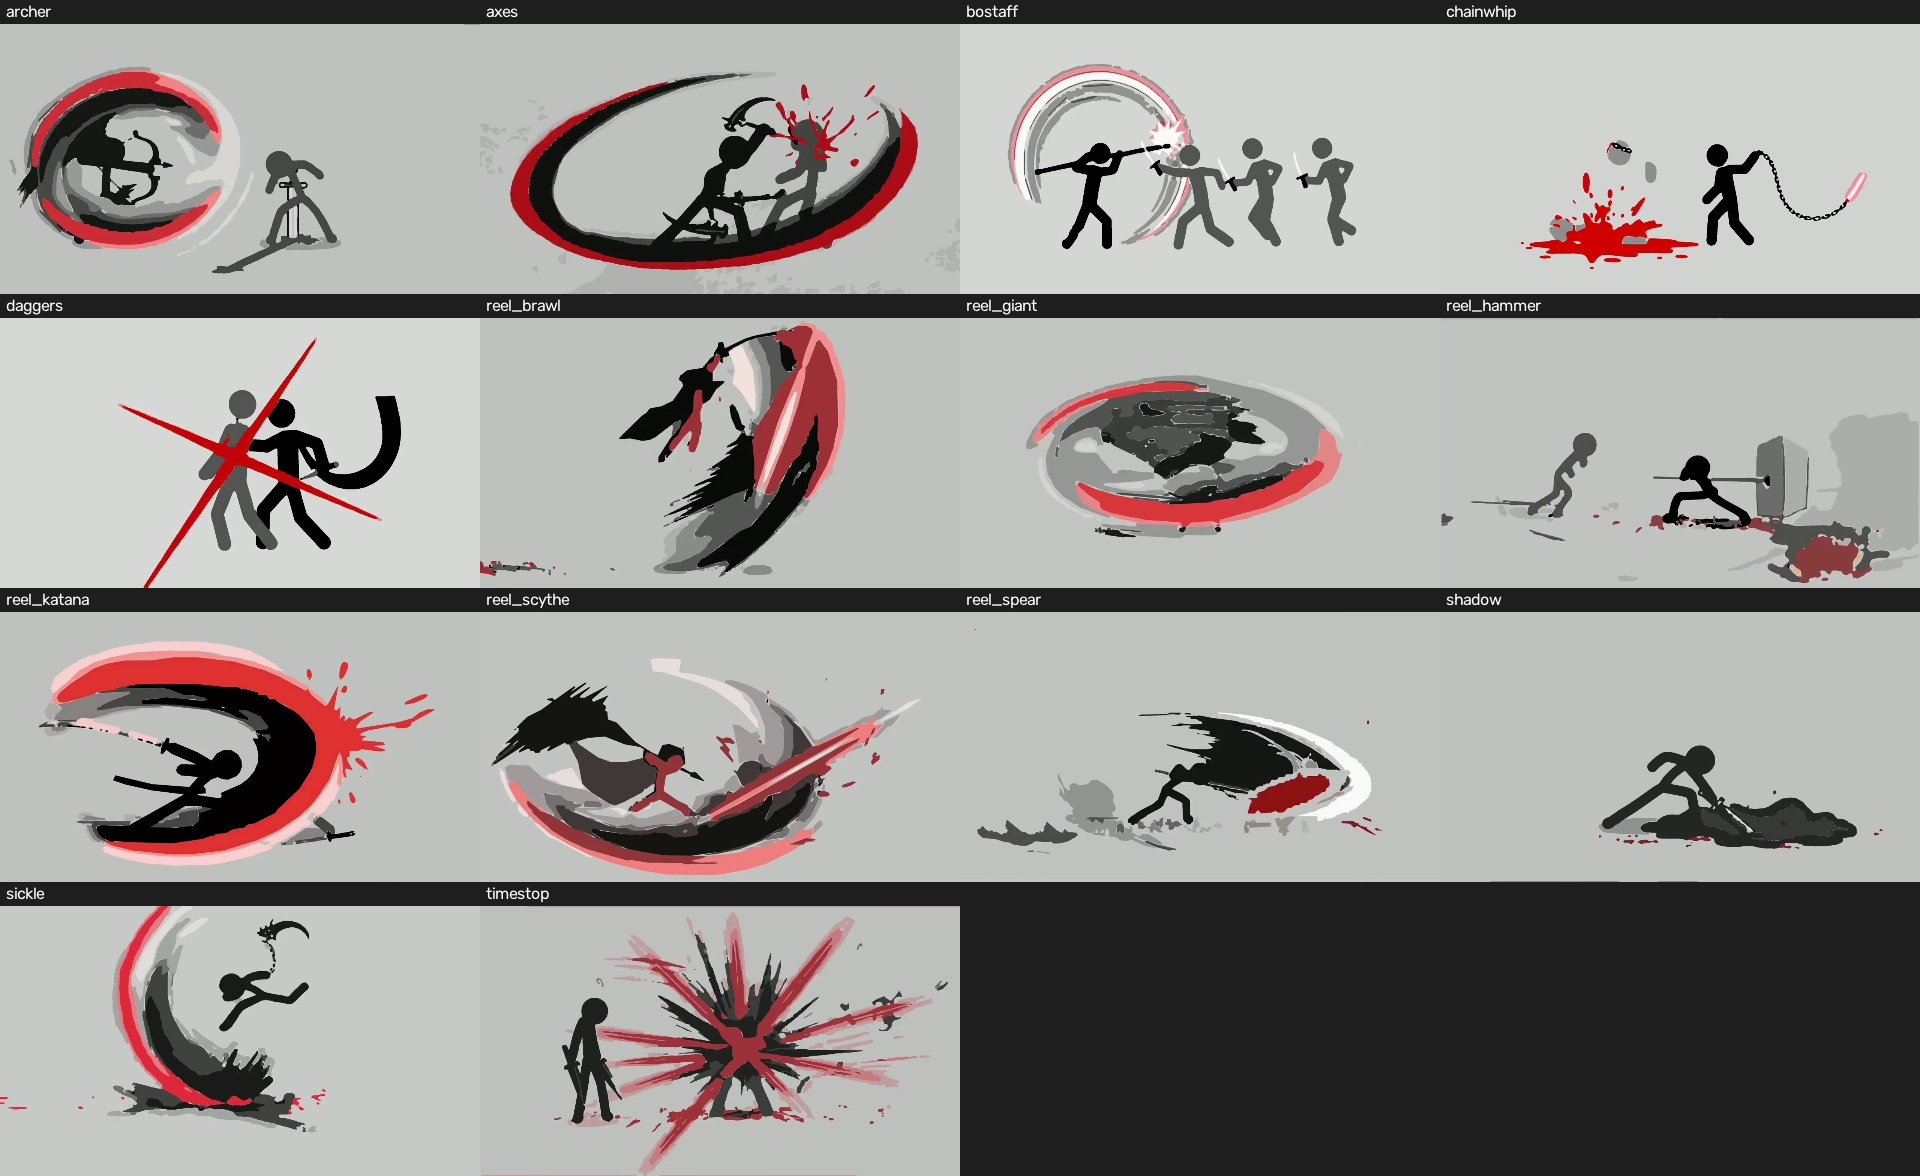 archer
axes
bostaff
chainwhip
daggers
reel_brawl
reel_giant
reel_hammer
reel_katana
reel_scythe
reel_spear
shadow
sickle
timestop